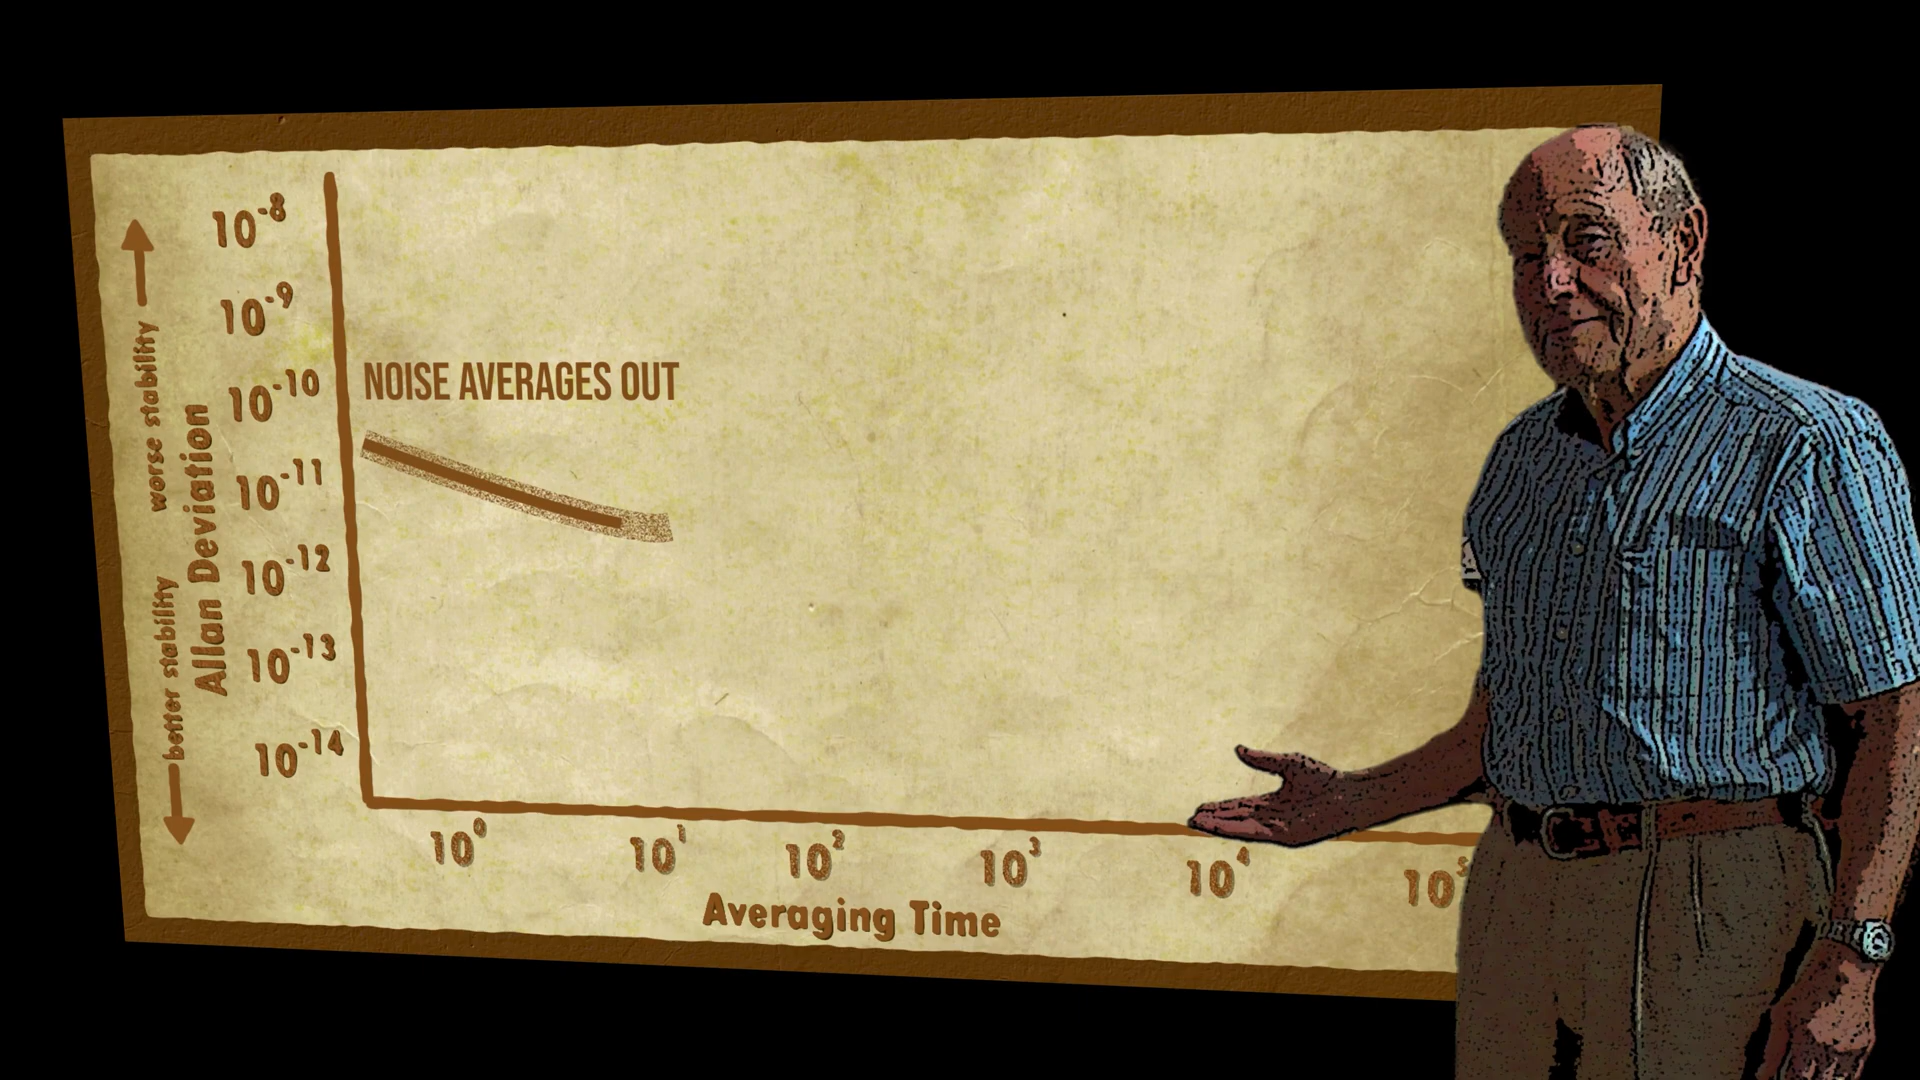 10⁻⁸
10⁻⁹
10⁻¹⁰
10⁻¹¹
10⁻¹²
10⁻¹³
10⁻¹⁴
worse stability
better stability
Allan Deviation
NOISE AVERAGES OUT
10⁰ 10¹ 10² 10³ 10⁴ 10⁵
Averaging Time